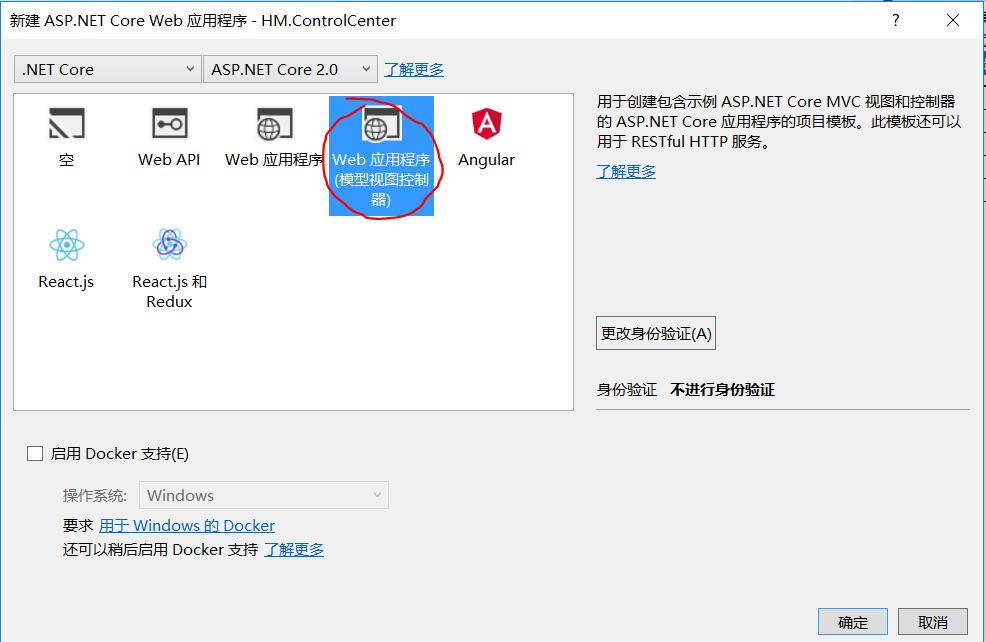 新建 ASP.NET Core Web 应用程序 - HM.ControlCenter
.NET Core
ASP.NET Core 2.0
了解更多
空
Web API
Web 应用程序
Web 应用程序
(模型视图控制
器)
Angular
React.js
React.js 和
Redux
用于创建包含示例 ASP.NET Core MVC 视图和控制器
的 ASP.NET Core 应用程序的项目模板。此模板还可以
用于 RESTful HTTP 服务。
了解更多
更改身份验证(A)
身份验证 不进行身份验证
启用 Docker 支持(E)
操作系统: Windows
要求 用于 Windows 的 Docker
还可以稍后启用 Docker 支持 了解更多
确定
取消